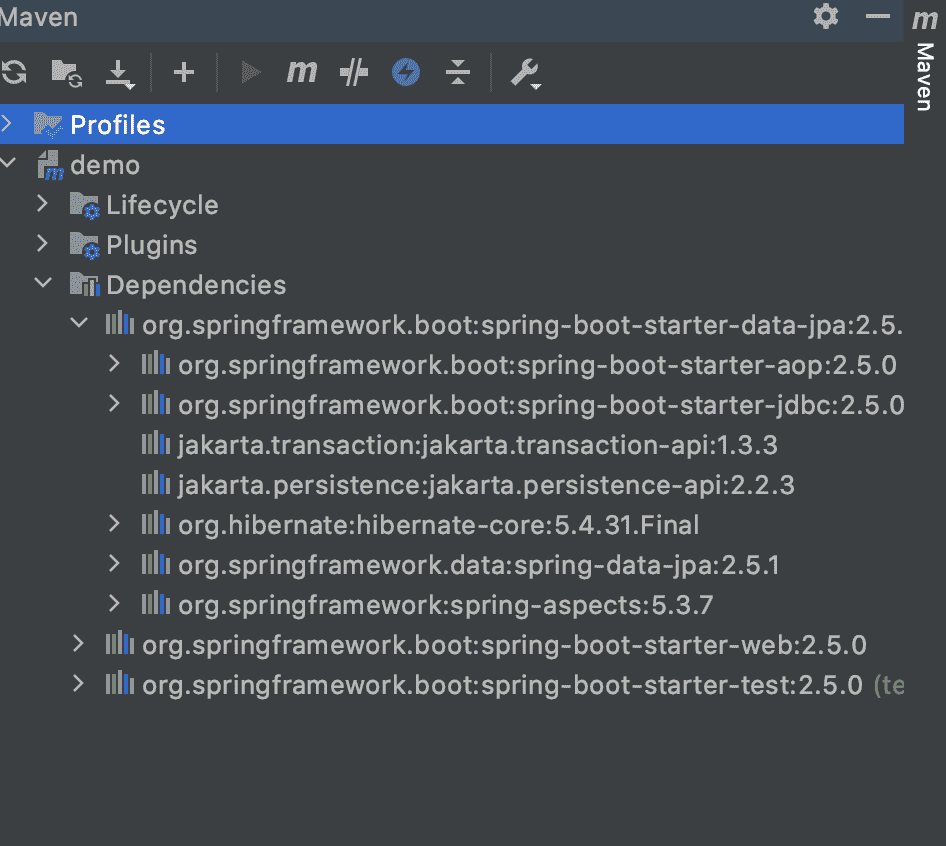 Maven
m
Maven
m
Profiles
demo
Lifecycle
Plugins
Dependencies
org.springframework.boot:spring-boot-starter-data-jpa:2.5.
org.springframework.boot:spring-boot-starter-aop:2.5.0
org.springframework.boot:spring-boot-starter-jdbc:2.5.0
jakarta.transaction:jakarta.transaction-api:1.3.3
jakarta.persistence:jakarta.persistence-api:2.2.3
org.hibernate:hibernate-core:5.4.31.Final
org.springframework.data:spring-data-jpa:2.5.1
org.springframework:spring-aspects:5.3.7
org.springframework.boot:spring-boot-starter-web:2.5.0
org.springframework.boot:spring-boot-starter-test:2.5.0 (te